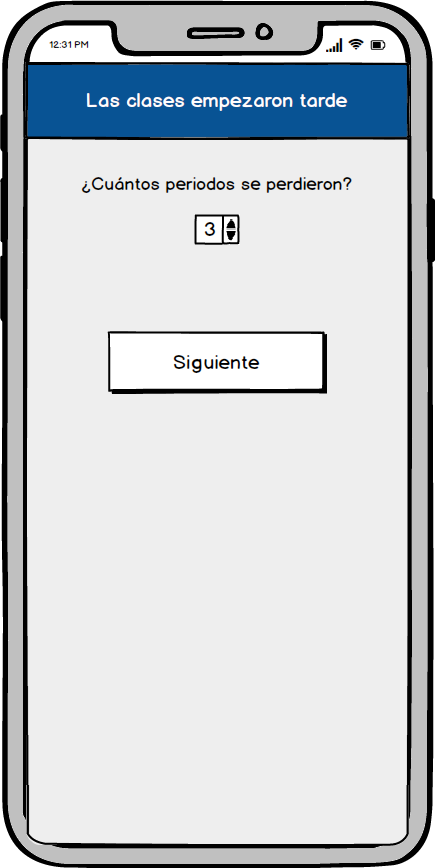 12:31 PM
Las clases empezaron tarde
¿Cuántos periodos se perdieron?
3
Siguiente